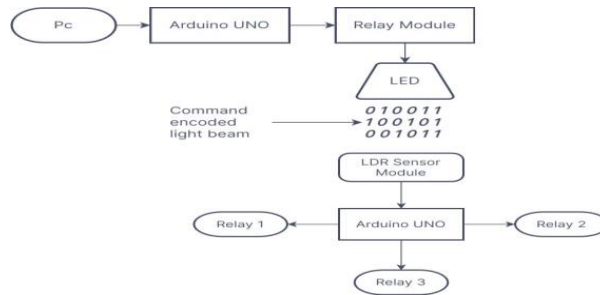 Pc
Arduino UNO
Relay Module
LED
Command
encoded
light beam
010011
100101
001011
LDR Sensor
Module
Relay 1
Arduino UNO
Relay 2
Relay 3